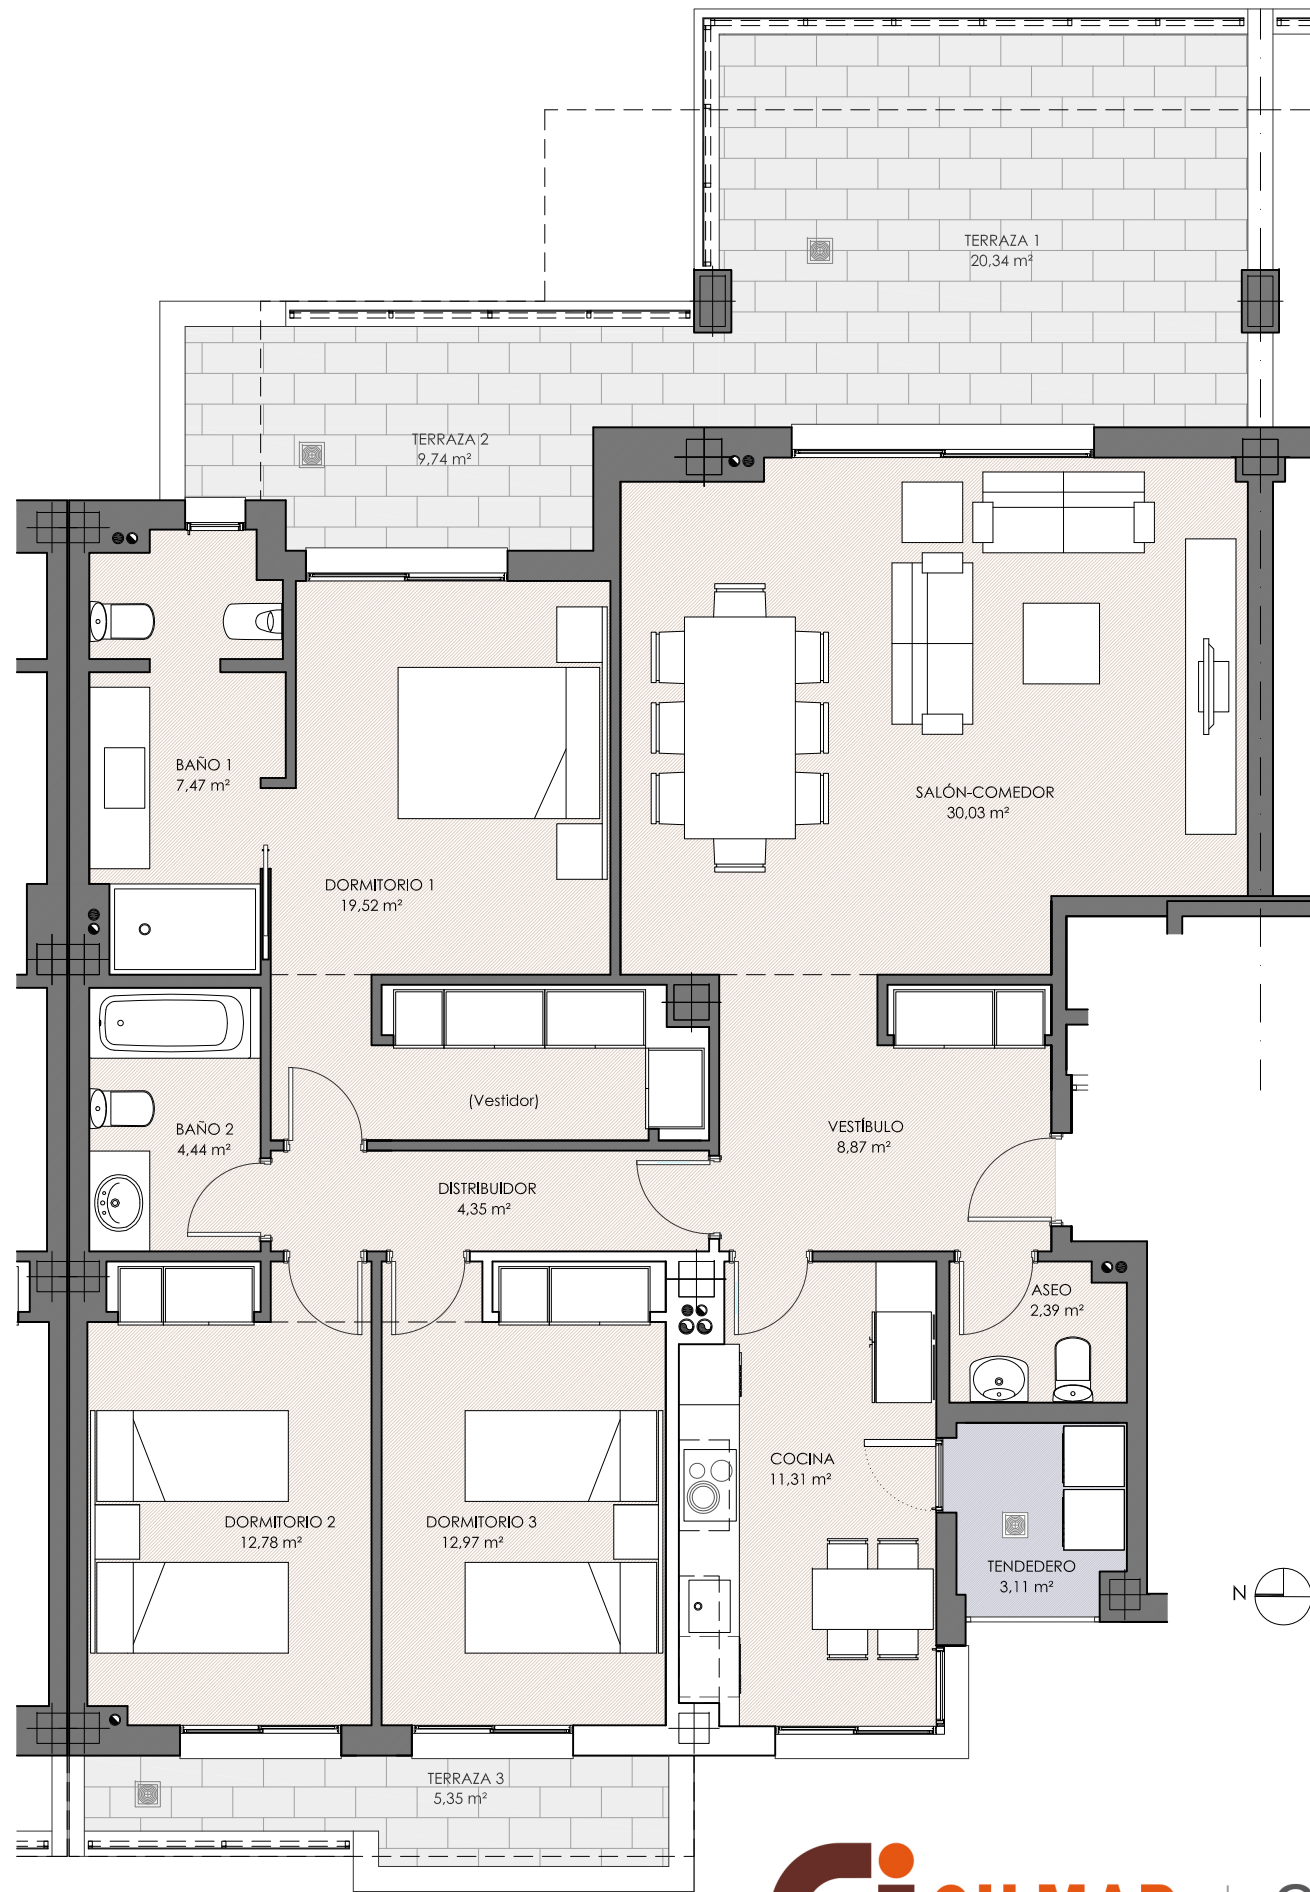 TERRAZA 1
20,34 m²
TERRAZA 2
9,74 m²
BAÑO 1
7,47 m²
SALÓN-COMEDOR
30,03 m²
DORMITORIO 1
19,52 m²
(Vestidor)
BAÑO 2
4,44 m²
VESTÍBULO
8,87 m²
DISTRIBUIDOR
4,35 m²
ASEO
2,39 m²
COCINA
11,31 m²
DORMITORIO 2
12,78 m²
DORMITORIO 3
12,97 m²
TENDEDERO
3,11 m²
N
TERRAZA 3
5,35 m²
GILMAR